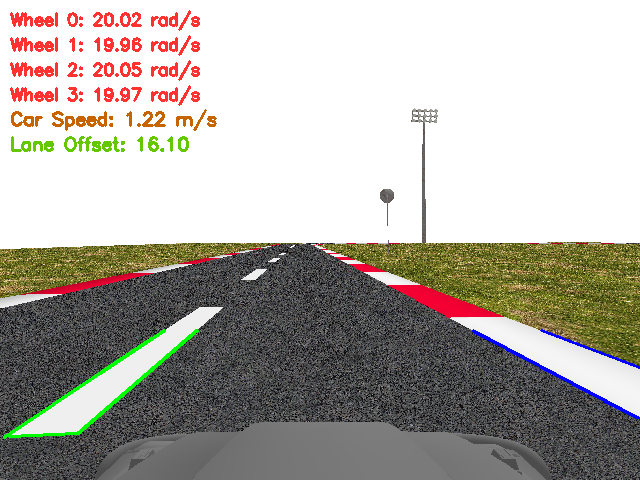 Wheel 0: 20.02 rad/s
Wheel 1: 19.96 rad/s
Wheel 2: 20.05 rad/s
Wheel 3: 19.97 rad/s
Car Speed: 1.22 m/s
Lane Offset: 16.10